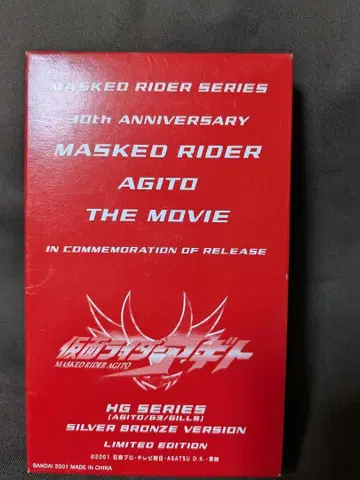 MASKED RIDER SERIES
30th ANNIVERSARY
MASKED RIDER
AGITO
THE MOVIE
IN COMMEMORATION OF RELEASE
仮面ライダーアギト
MASKED RIDER AGITO
HG SERIES
(AGITO/G3/GILLS)
SILVER BRONZE VERSION
LIMITED EDITION
©2001 石森プロ・テレビ朝日・ASATSU D.K.・東映
BANDAI 2001 MADE IN CHINA